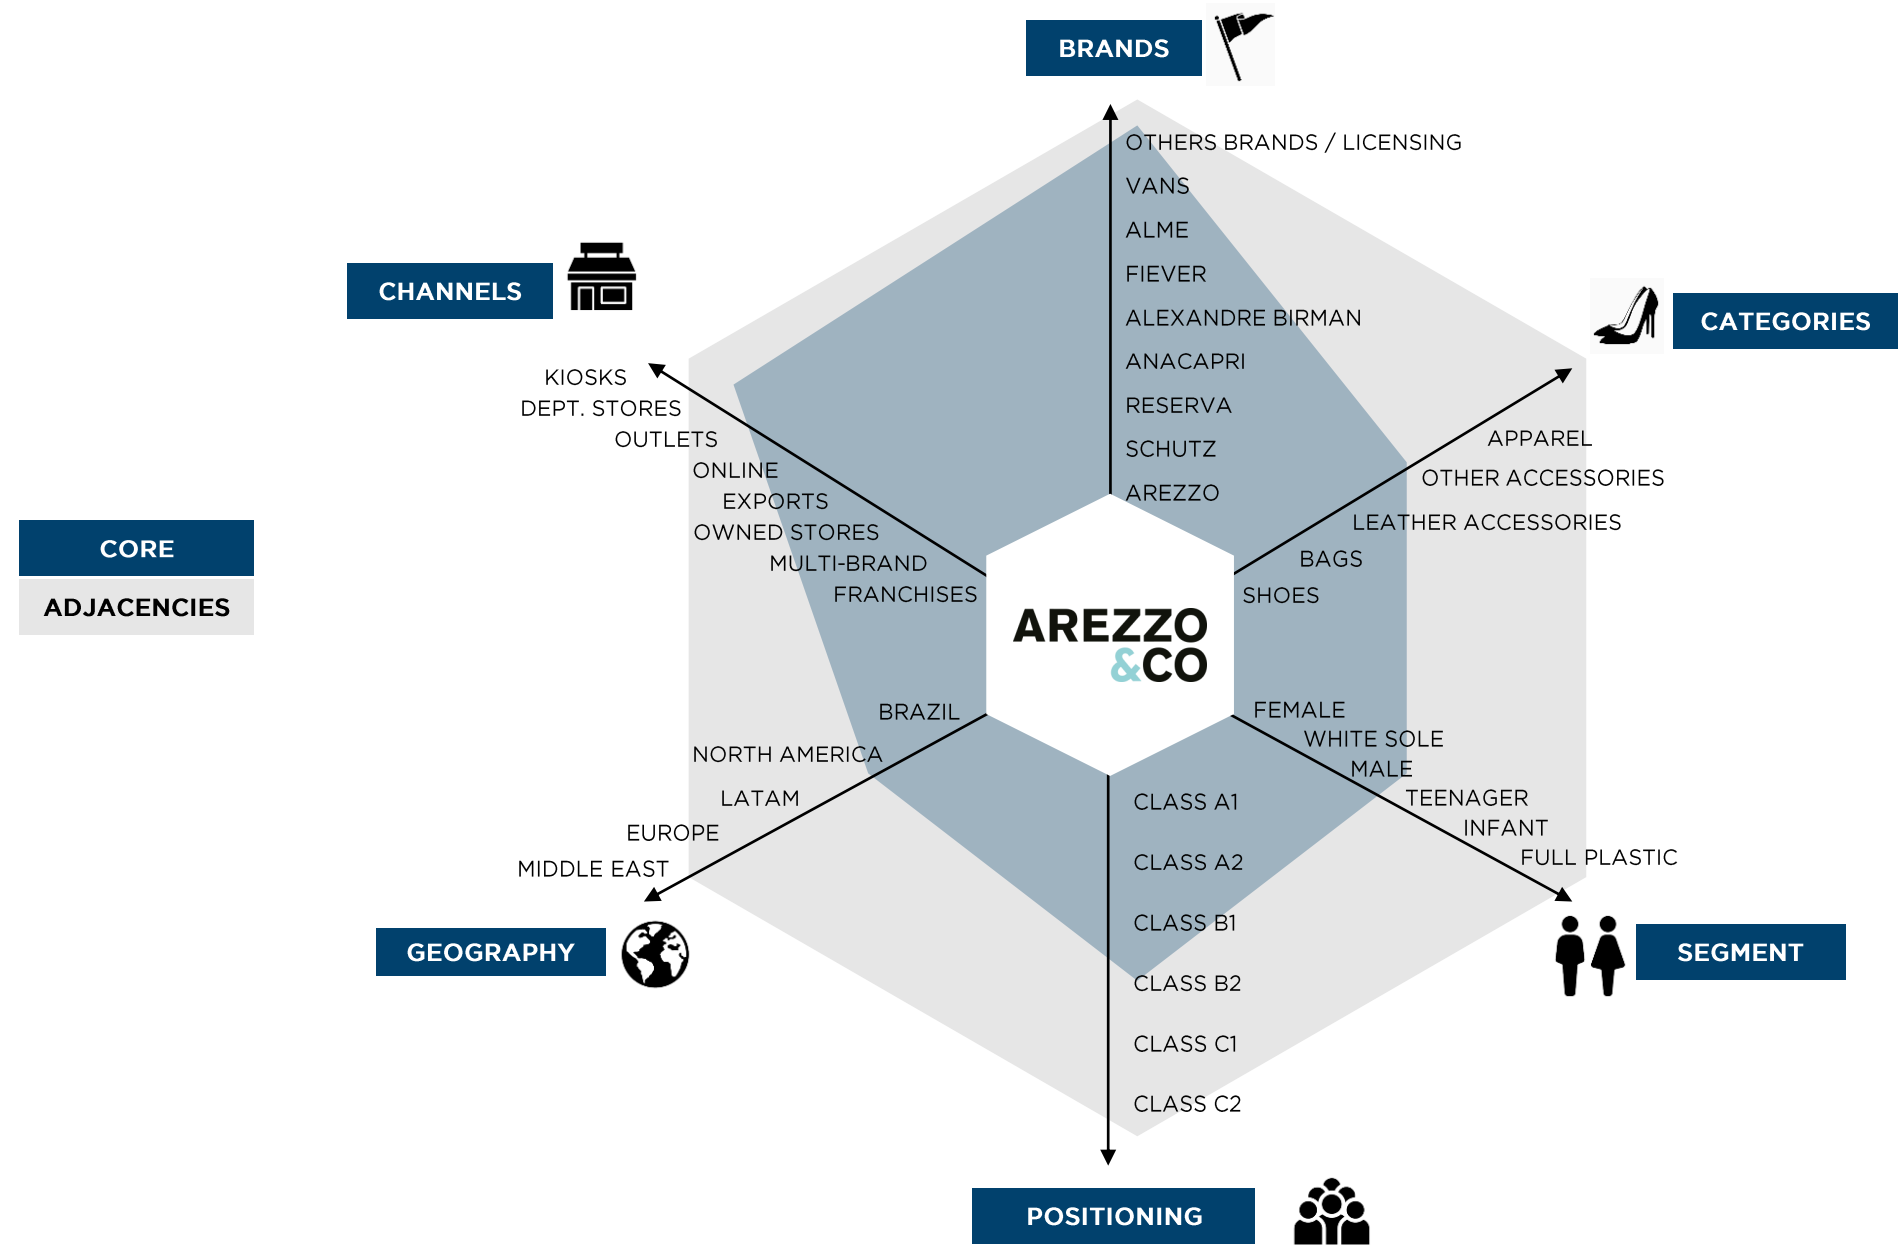 BRANDS
OTHERS BRANDS / LICENSING
VANS
ALME
FIEVER
ALEXANDRE BIRMAN
ANACAPRI
RESERVA
SCHUTZ
AREZZO
CHANNELS
KIOSKS
DEPT. STORES
OUTLETS
ONLINE
EXPORTS
OWNED STORES
MULTI-BRAND
FRANCHISES
CATEGORIES
APPAREL
OTHER ACCESSORIES
LEATHER ACCESSORIES
BAGS
SHOES
CORE
ADJACENCIES
AREZZO
&CO
BRAZIL
NORTH AMERICA
LATAM
EUROPE
MIDDLE EAST
GEOGRAPHY
FEMALE
WHITE SOLE
MALE
TEENAGER
INFANT
FULL PLASTIC
SEGMENT
CLASS A1
CLASS A2
CLASS B1
CLASS B2
CLASS C1
CLASS C2
POSITIONING